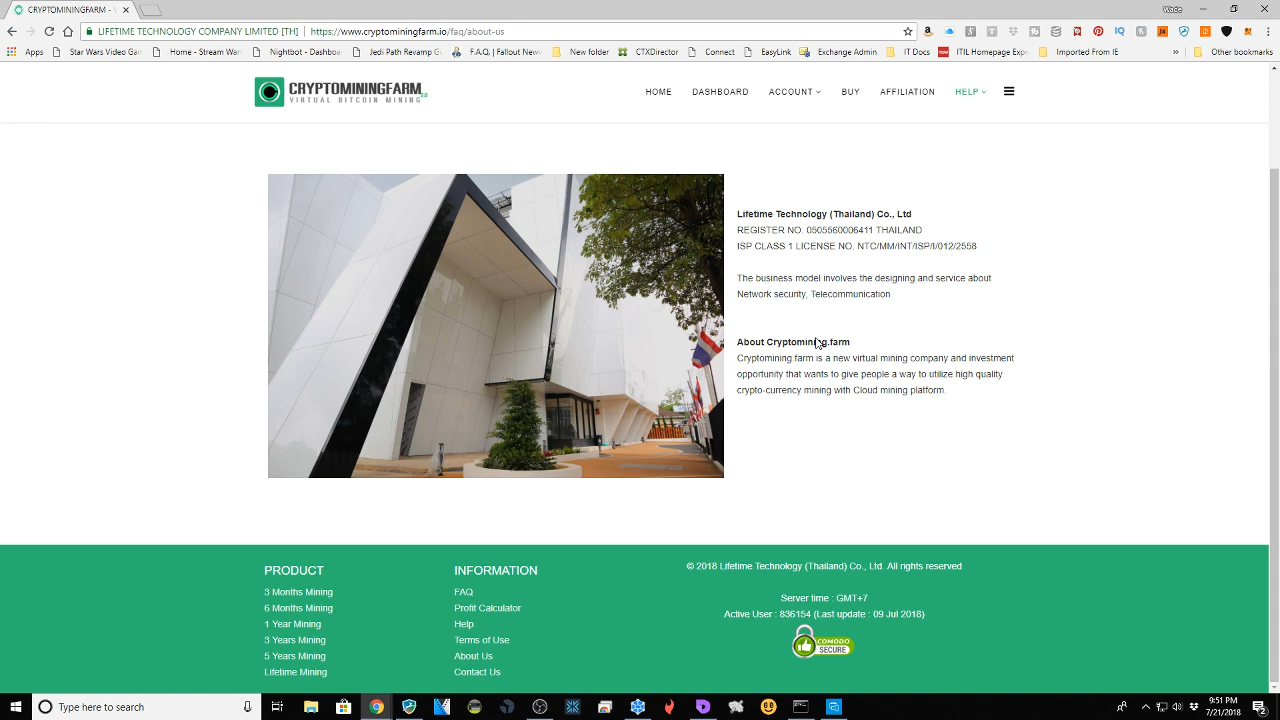 CRYPTOMININGFARM -
LIFETIME TECHNOLOGY COMPANY LIMITED [TH]
https://www.cryptominingfarm.io/faq/about-us
Apps
Star Wars Video Gam
Home - Stream War
Nightbot - Dashboar
Jedi Path Rewards
F.A.Q. | Fallout New
New folder
CTXDirector
Connect
EasyLink
Knight Chat
Citrix Cloud
IT Docs
ITIL Homepage Exp
Imported From IE
»
Other bookmarks
CRYPTOMININGFARM 2.0
VIRTUAL BITCOIN MINING
HOME
DASHBOARD
ACCOUNT
BUY
AFFILIATION
HELP
Lifetime Technology (Thailand) Co., Ltd
REGISTER NO. 0505560006411 THAILAND
ISP CLASS 1 LICENSE NO. NTC/MM/INT/ISP/I/012/2558
The business model involves the designing and service about
Network security, Telecommunication
About Cryptomining.farm
Cryptomining.farm is a new virtual mining company and investment
opportunity that wants to give people a way to utilize high quality
crypto-currency mining with Cloud mining platform.
PRODUCT
3 Months Mining
6 Months Mining
1 Year Mining
3 Years Mining
5 Years Mining
Lifetime Mining
INFORMATION
FAQ
Profit Calculator
Help
Terms of Use
About Us
Contact Us
© 2018 Lifetime Technology (Thailand) Co., Ltd. All rights reserved
Server time : GMT+7
Active User : 836154 (Last update : 09 Jul 2018)
COMODO
SECURE
Type here to search
9:51 PM
7/21/2018